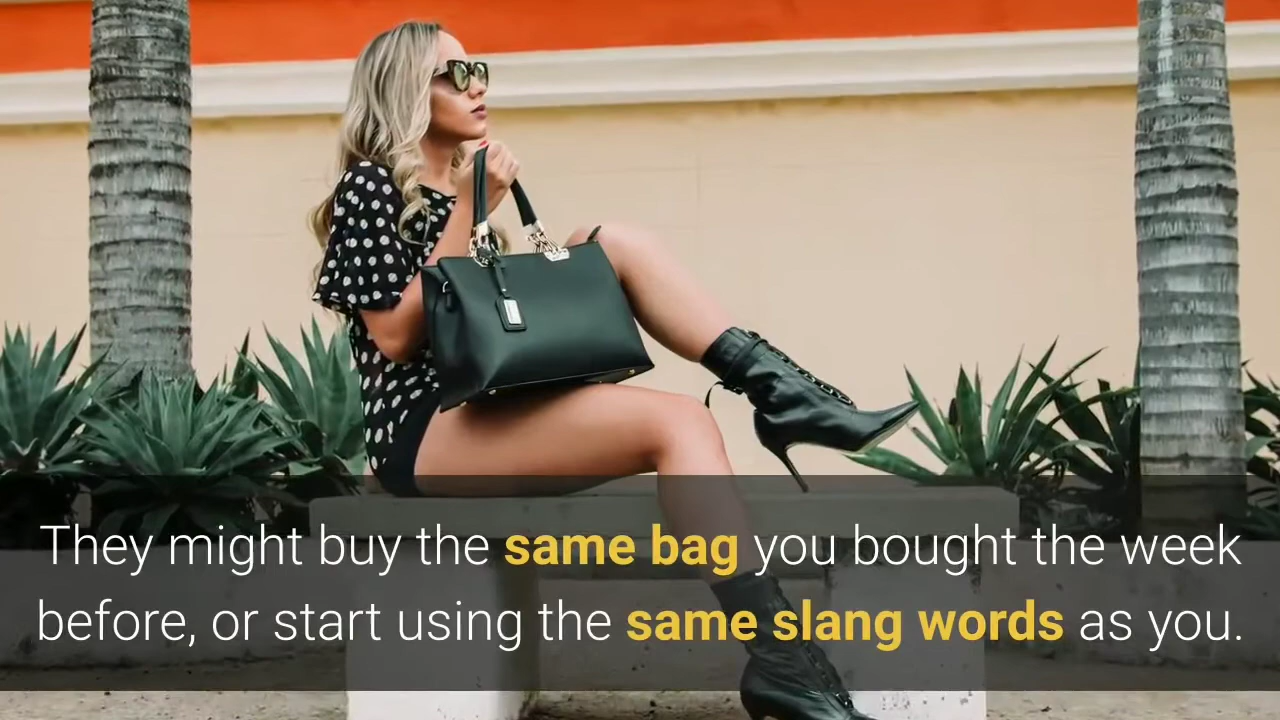 They might buy the same bag you bought the week
before, or start using the same slang words as you.